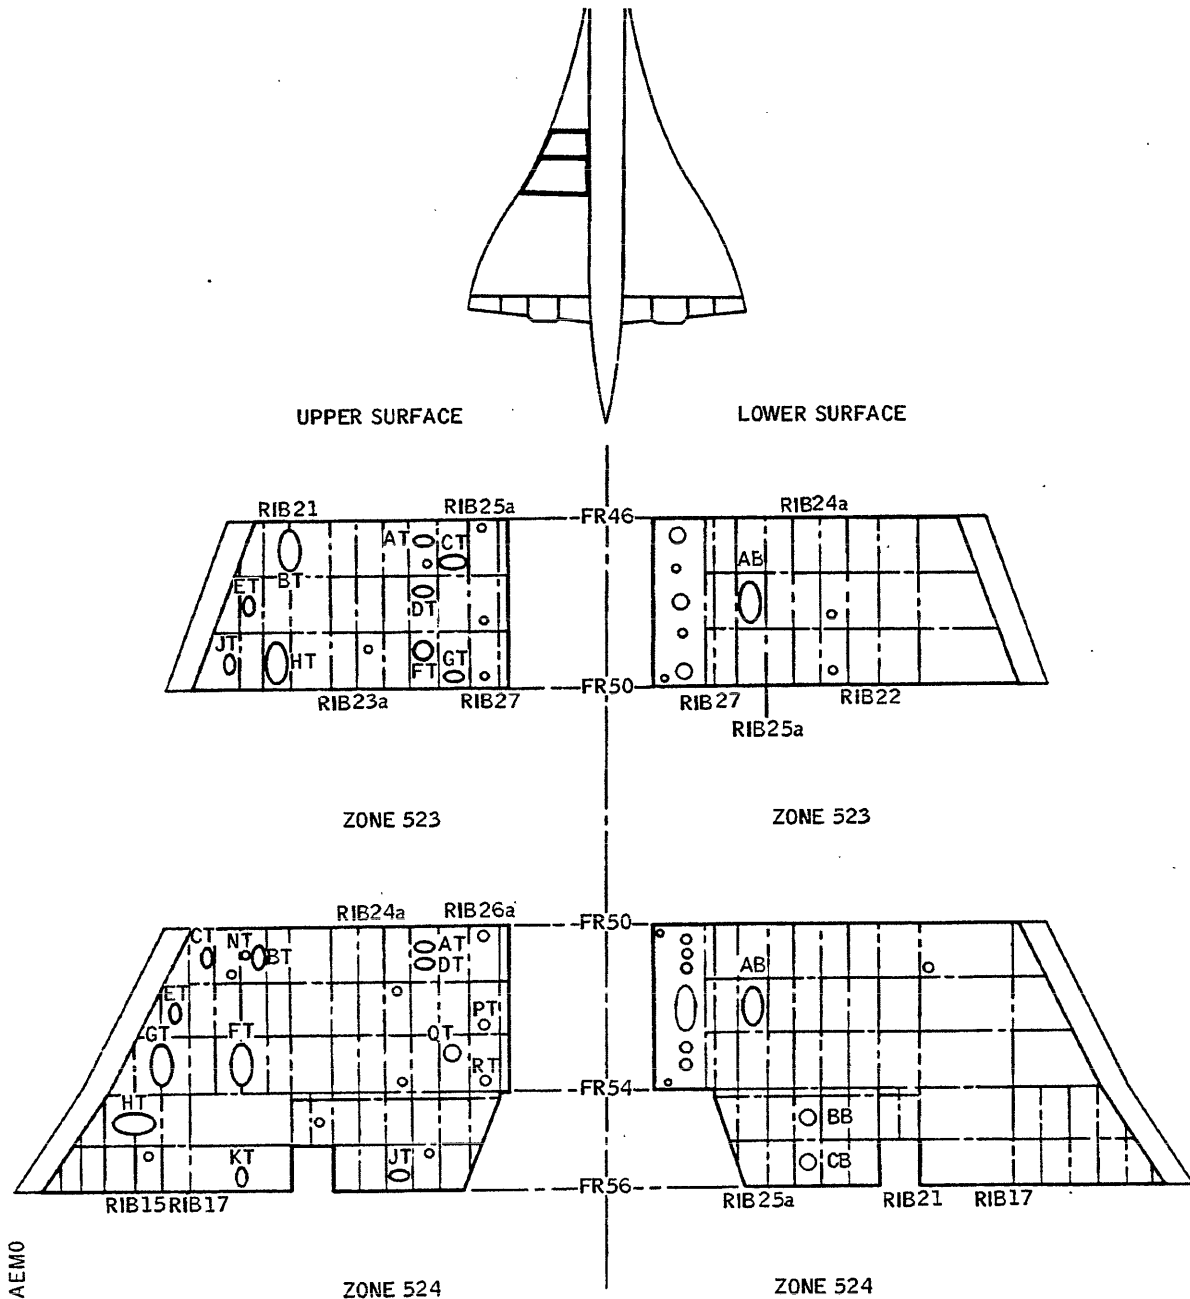 UPPER SURFACE
LOWER SURFACE
RIB21
RIB25a
FR46
RIB24a
AT
CT
BT
ET
DT
AB
JT
HT
FT
GT
FR50
RIB23a
RIB27
RIB27
RIB22
RIB25a
ZONE 523
ZONE 523
RIB24a
RIB26a
FR50
CT
NT
BT
AT
DT
AB
ET
PT
GT
FT
QT
RT
FR54
HT
BB
KT
JT
CB
FR56
RIB15
RIB17
RIB25a
RIB21
RIB17
AEMO
ZONE 524
ZONE 524